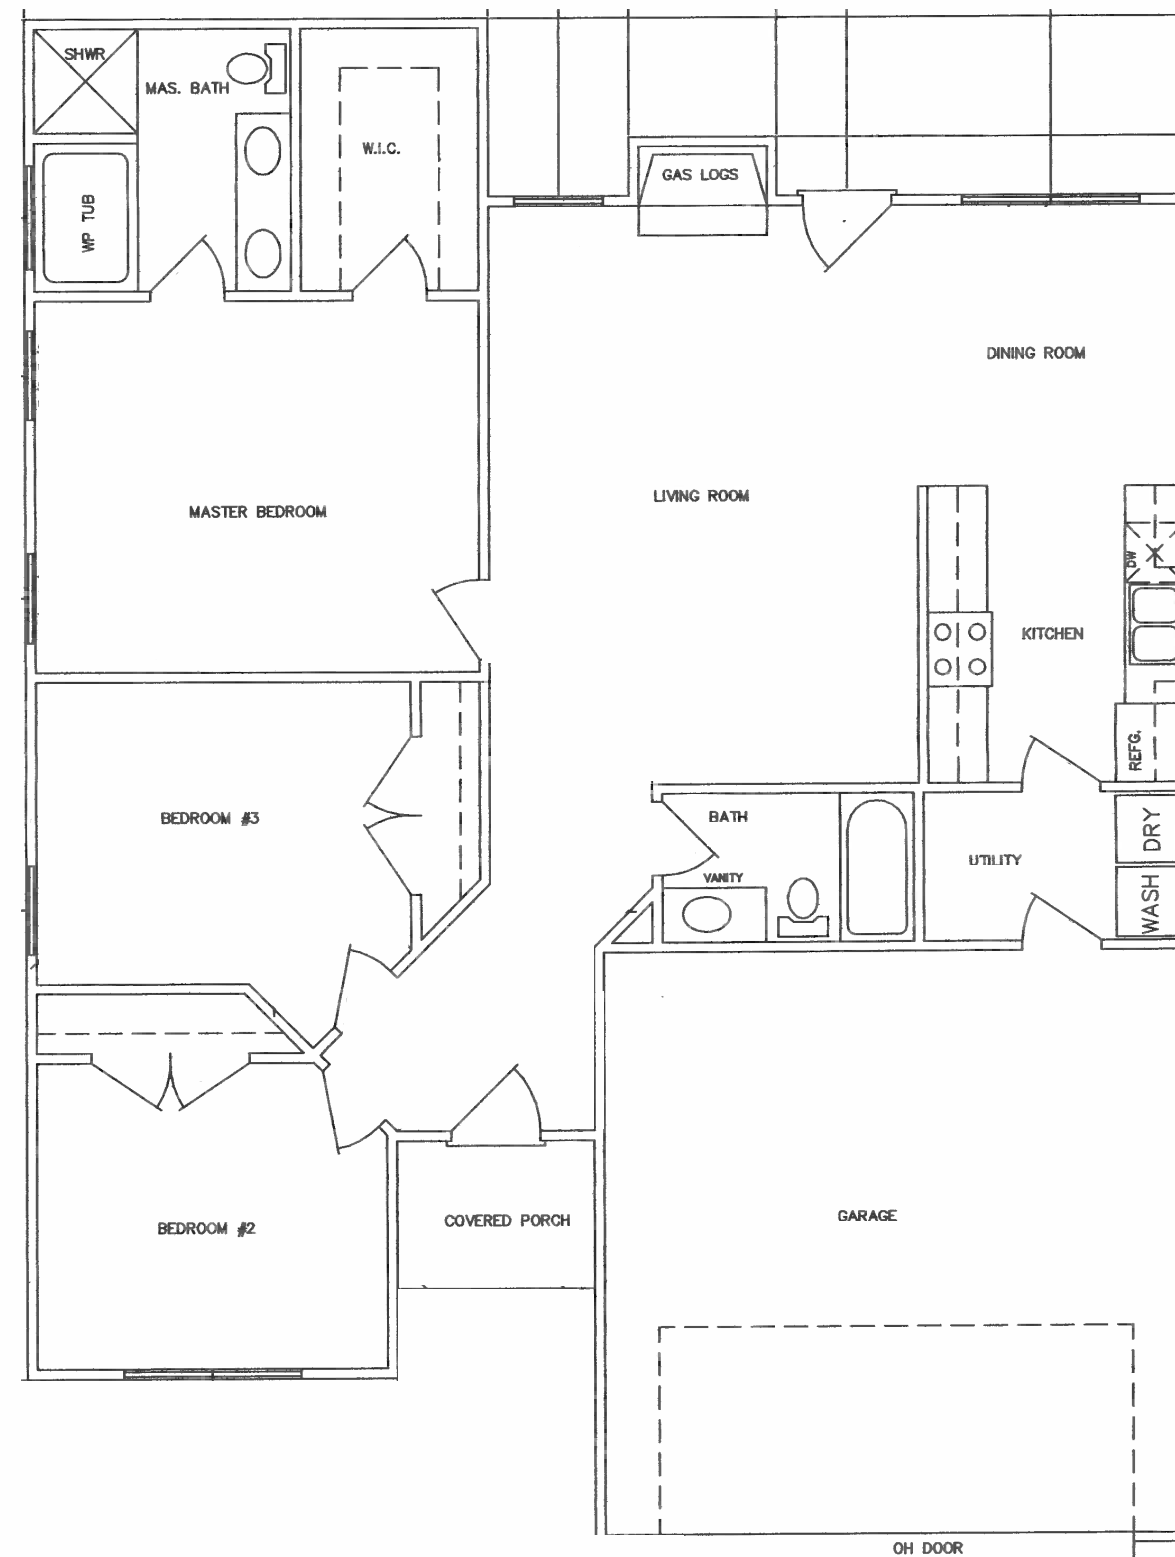 SHWR
MAS. BATH
W.I.C.
GAS LOGS
WP TUB
DINING ROOM
LIVING ROOM
MASTER BEDROOM
DW
KITCHEN
REFG.
BEDROOM #3
BATH
DRY
UTILITY
VANITY
WASH
COVERED PORCH
GARAGE
BEDROOM #2
OH DOOR